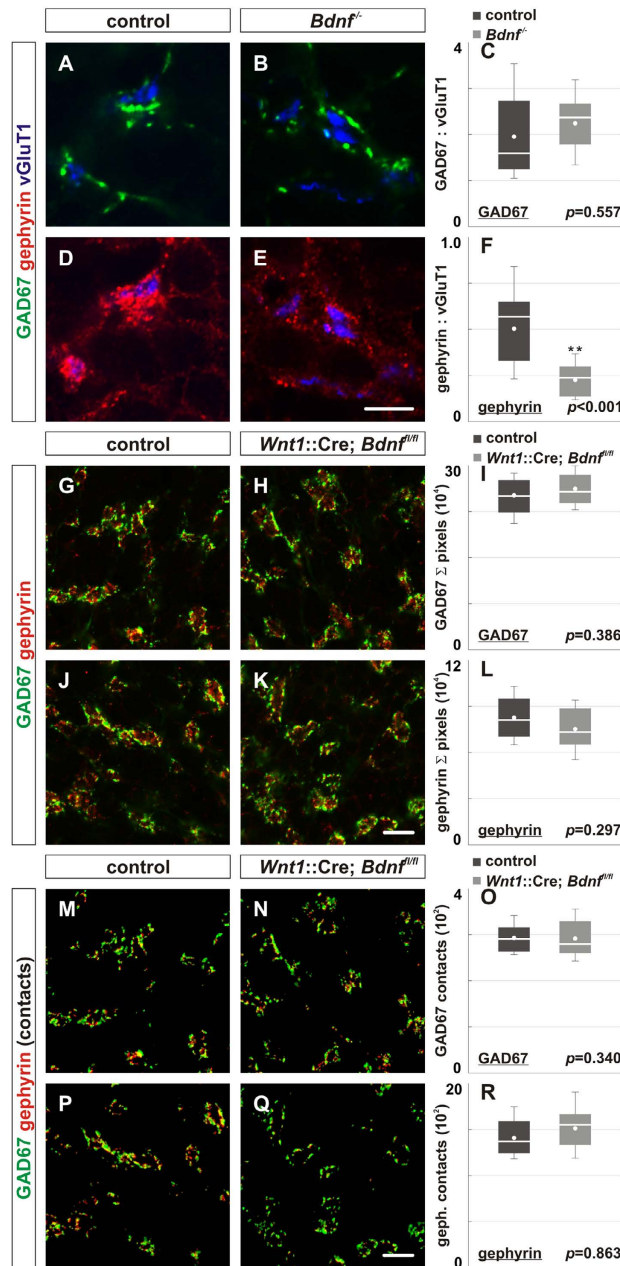 control
Bdnf-/-
control
Bdnf-/-
GAD67 gephyrin vGluT1
A
B
C
4
GAD67 : vGluT1
0
GAD67 p=0.557
D
E
F
1.0
gephyrin : vGluT1
**
0
gephyrin p<0.001
control
Wnt1::Cre; Bdnffl/fl
control
Wnt1::Cre; Bdnffl/fl
GAD67 gephyrin
G
H
I
30
GAD67 Σ pixels (10⁴)
0
GAD67 p=0.386
J
K
L
12
gephyrin Σ pixels (10⁴)
0
gephyrin p=0.297
control
Wnt1::Cre; Bdnffl/fl
control
Wnt1::Cre; Bdnffl/fl
GAD67 gephyrin (contacts)
M
N
O
4
GAD67 contacts (10²)
0
GAD67 p=0.340
P
Q
R
20
geph. contacts (10²)
0
gephyrin p=0.863